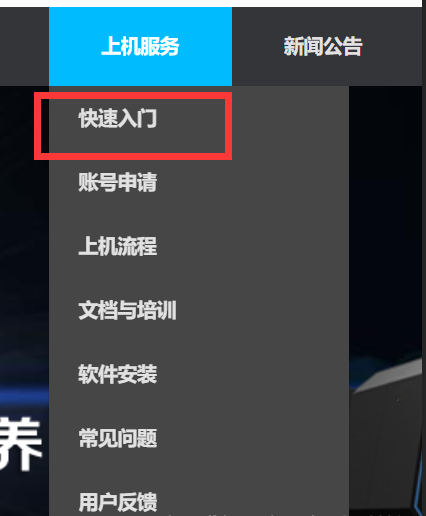 上机服务 新闻公告
快速入门
账号申请
上机流程
文档与培训
软件安装
养
常见问题
用户反馈